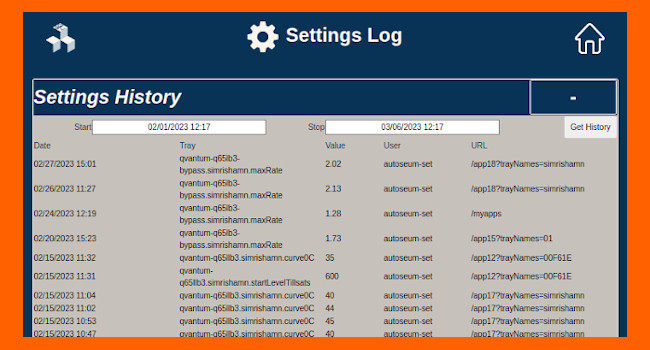 Settings Log
Settings History -
Start 02/01/2023 12:17 Stop 03/06/2023 12:17 Get History
Date Tray Value User URL
02/27/2023 15:01 qvantum-q65lb3-bypass.simrishamn.maxRate 2.02 autoseum-set /app18?trayNames=simrishamn
02/26/2023 11:27 qvantum-q65lb3-bypass.simrishamn.maxRate 2.13 autoseum-set /app18?trayNames=simrishamn
02/24/2023 12:19 qvantum-q65lb3-bypass.simrishamn.maxRate 1.28 autoseum-set /myapps
02/20/2023 15:23 qvantum-q65lb3-bypass.simrishamn.maxRate 1.73 autoseum-set /app15?trayNames=01
02/15/2023 11:32 qvantum-q65llb3.simrishamn.curve0C 35 autoseum-set /app12?trayNames=00F61E
02/15/2023 11:31 qvantum-q65llb3.simrishamn.startLevelTillsats 600 autoseum-set /app12?trayNames=00F61E
02/15/2023 11:04 qvantum-q65llb3.simrishamn.curve0C 40 autoseum-set /app17?trayNames=simrishamn
02/15/2023 11:02 qvantum-q65llb3.simrishamn.curve0C 44 autoseum-set /app17?trayNames=simrishamn
02/15/2023 10:53 qvantum-q65llb3.simrishamn.curve0C 45 autoseum-set /app17?trayNames=simrishamn
02/15/2023 10:47 qvantum-q65llb3.simrishamn.curve0C 40 autoseum-set /app17?trayNames=simrishamn